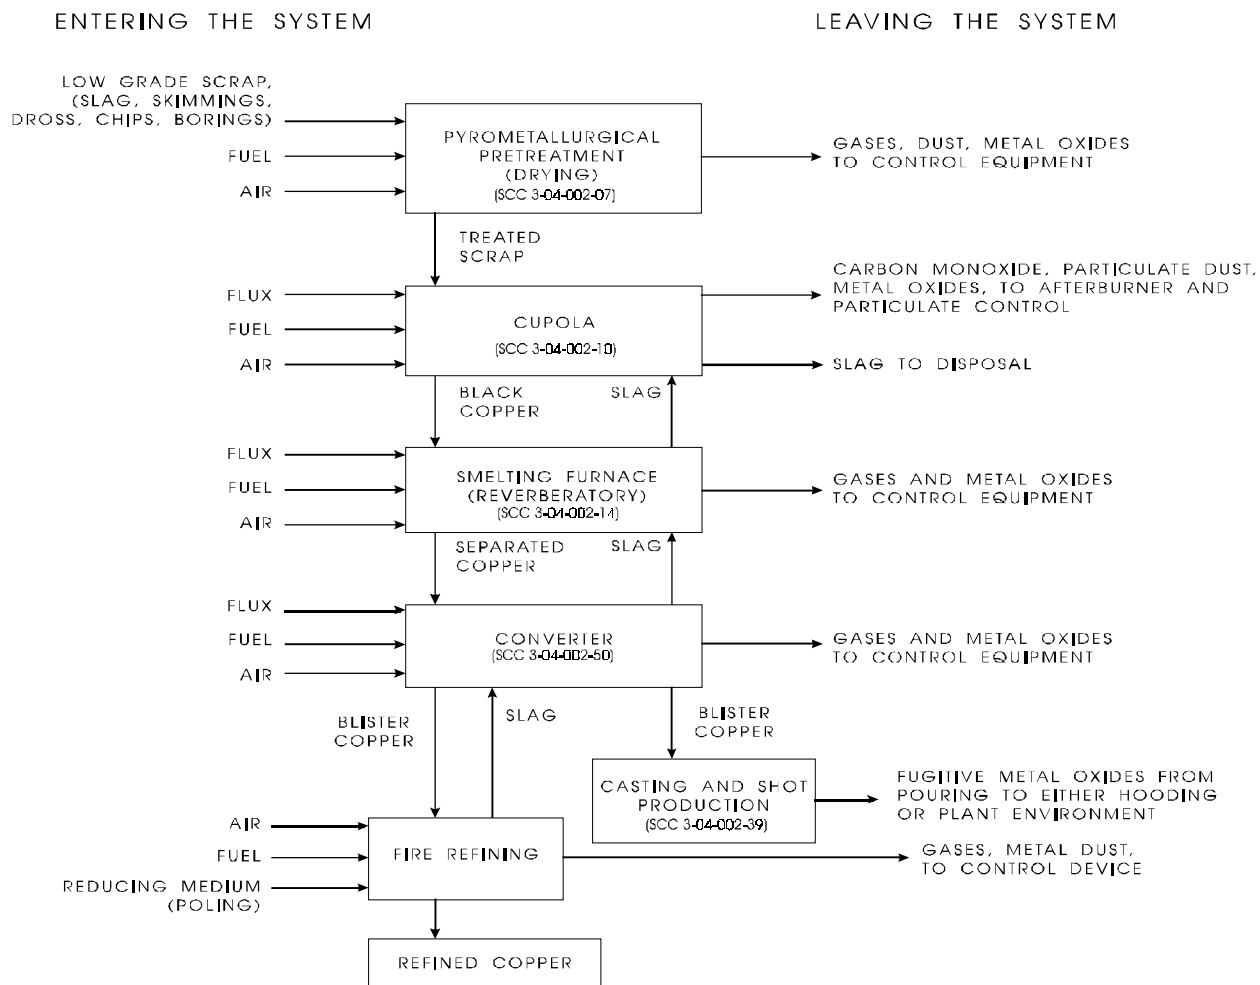 ENTERING THE SYSTEM
LEAVING THE SYSTEM
LOW GRADE SCRAP,
(SLAG, SKIMMINGS,
DROSS, CHIPS, BORINGS)
FUEL
AIR
PYROMETALLURGICAL
PRETREATMENT
(DRYING)
(SCC 3-04-002-07)
GASES, DUST, METAL OXIDES
TO CONTROL EQUIPMENT
TREATED
SCRAP
FLUX
FUEL
AIR
CUPOLA
(SCC 3-04-002-10)
CARBON MONOXIDE, PARTICULATE DUST,
METAL OXIDES, TO AFTERBURNER AND
PARTICULATE CONTROL
SLAG TO DISPOSAL
BLACK
COPPER
SLAG
FLUX
FUEL
AIR
SMELTING FURNACE
(REVERBERATORY)
(SCC 3-04-002-14)
GASES AND METAL OXIDES
TO CONTROL EQUIPMENT
SEPARATED
COPPER
SLAG
FLUX
FUEL
AIR
CONVERTER
(SCC 3-04-002-50)
GASES AND METAL OXIDES
TO CONTROL EQUIPMENT
BLISTER
COPPER
SLAG
BLISTER
COPPER
CASTING AND SHOT
PRODUCTION
(SCC 3-04-002-39)
FUGITIVE METAL OXIDES FROM
POURING TO EITHER HOODING
OR PLANT ENVIRONMENT
AIR
FUEL
REDUCING MEDIUM
(POLING)
FIRE REFINING
GASES, METAL DUST,
TO CONTROL DEVICE
REFINED COPPER